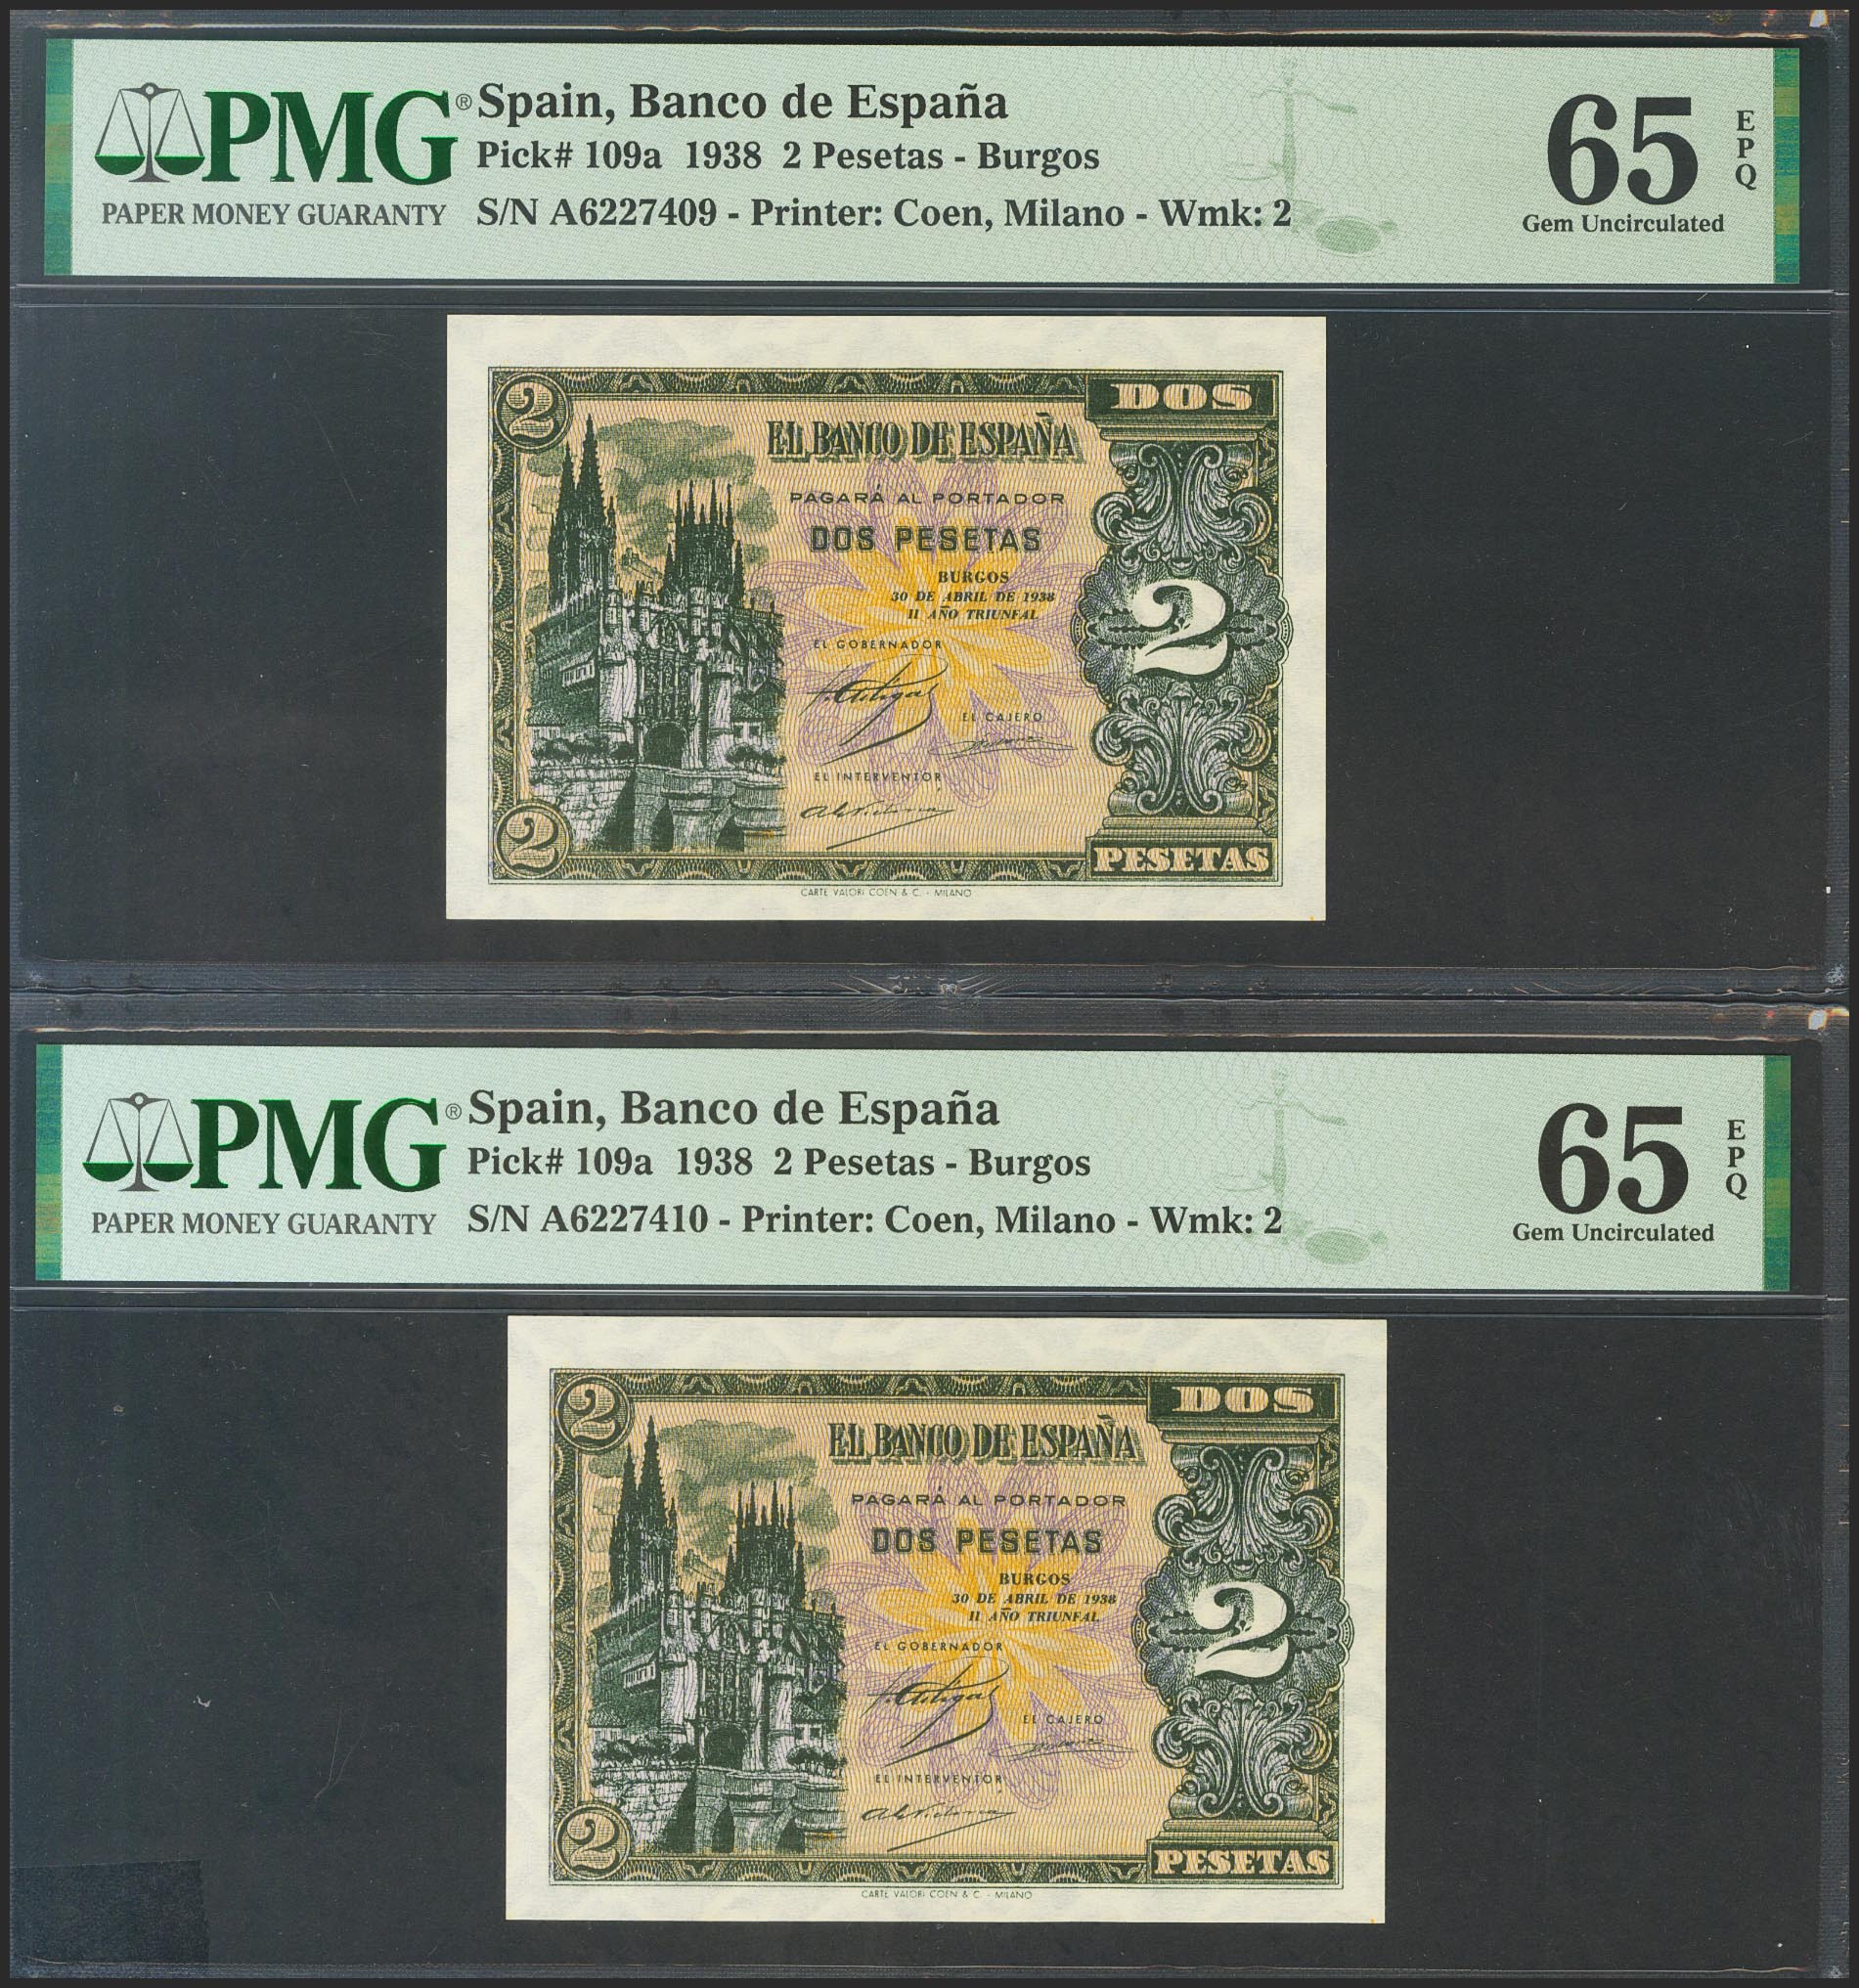 PMG® Spain, Banco de España
Pick# 109a 1938 2 Pesetas - Burgos
PAPER MONEY GUARANTY S/N A6227409 - Printer: Coen, Milano - Wmk: 2
65 EPQ
Gem Uncirculated
2 DOS
EL BANCO DE ESPAÑA
PAGARÁ AL PORTADOR
DOS PESETAS
BURGOS
30 DE ABRIL DE 1938
II AÑO TRIUNFAL
2
EL GOBERNADOR
EL CAJERO
EL INTERVENTOR
2 PESETAS
CARTE VALORI COEN & C. - MILANO
PMG® Spain, Banco de España
Pick# 109a 1938 2 Pesetas - Burgos
PAPER MONEY GUARANTY S/N A6227410 - Printer: Coen, Milano - Wmk: 2
65 EPQ
Gem Uncirculated
2 DOS
EL BANCO DE ESPAÑA
PAGARÁ AL PORTADOR
DOS PESETAS
BURGOS
30 DE ABRIL DE 1938
II AÑO TRIUNFAL
2
EL GOBERNADOR
EL CAJERO
EL INTERVENTOR
2 PESETAS
CARTE VALORI COEN & C. - MILANO